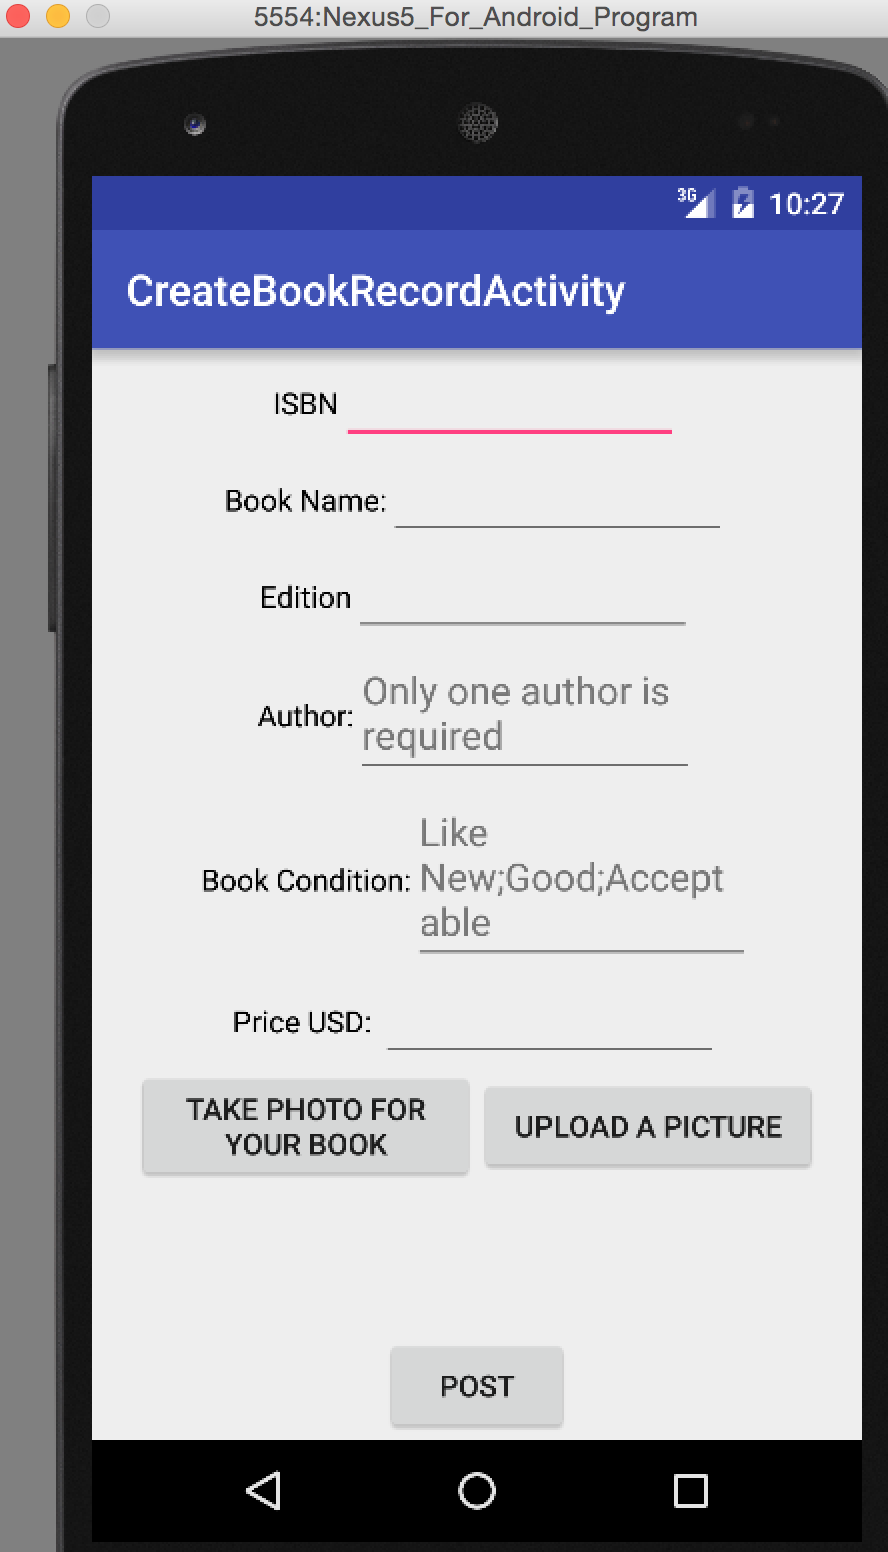 5554:Nexus5_For_Android_Program
3G 10:27
CreateBookRecordActivity
ISBN
Book Name:
Edition
Author: Only one author is
required
Book Condition: Like
New;Good;Accept
able
Price USD:
TAKE PHOTO FOR
YOUR BOOK
UPLOAD A PICTURE
POST